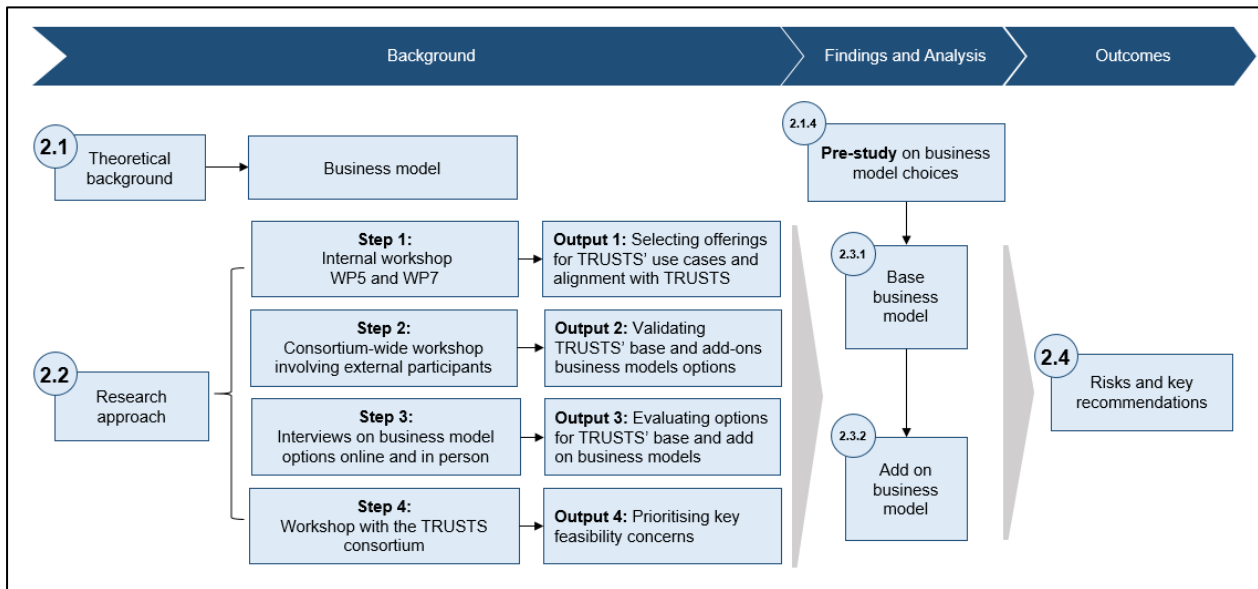 Background
Findings and Analysis
Outcomes
2.1
Theoretical
background
Business model
2.1.4
Pre-study on business
model choices
2.2
Research
approach
Step 1:
Internal workshop
WP5 and WP7
Output 1: Selecting offerings
for TRUSTS' use cases and
alignment with TRUSTS
Step 2:
Consortium-wide workshop
involving external participants
Output 2: Validating
TRUSTS' base and add-ons
business models options
Step 3:
Interviews on business model
options online and in person
Output 3: Evaluating options
for TRUSTS' base and add
on business models
Step 4:
Workshop with the TRUSTS
consortium
Output 4: Prioritising key
feasibility concerns
2.3.1
Base
business
model
2.3.2
Add on
business
model
2.4
Risks and key
recommendations